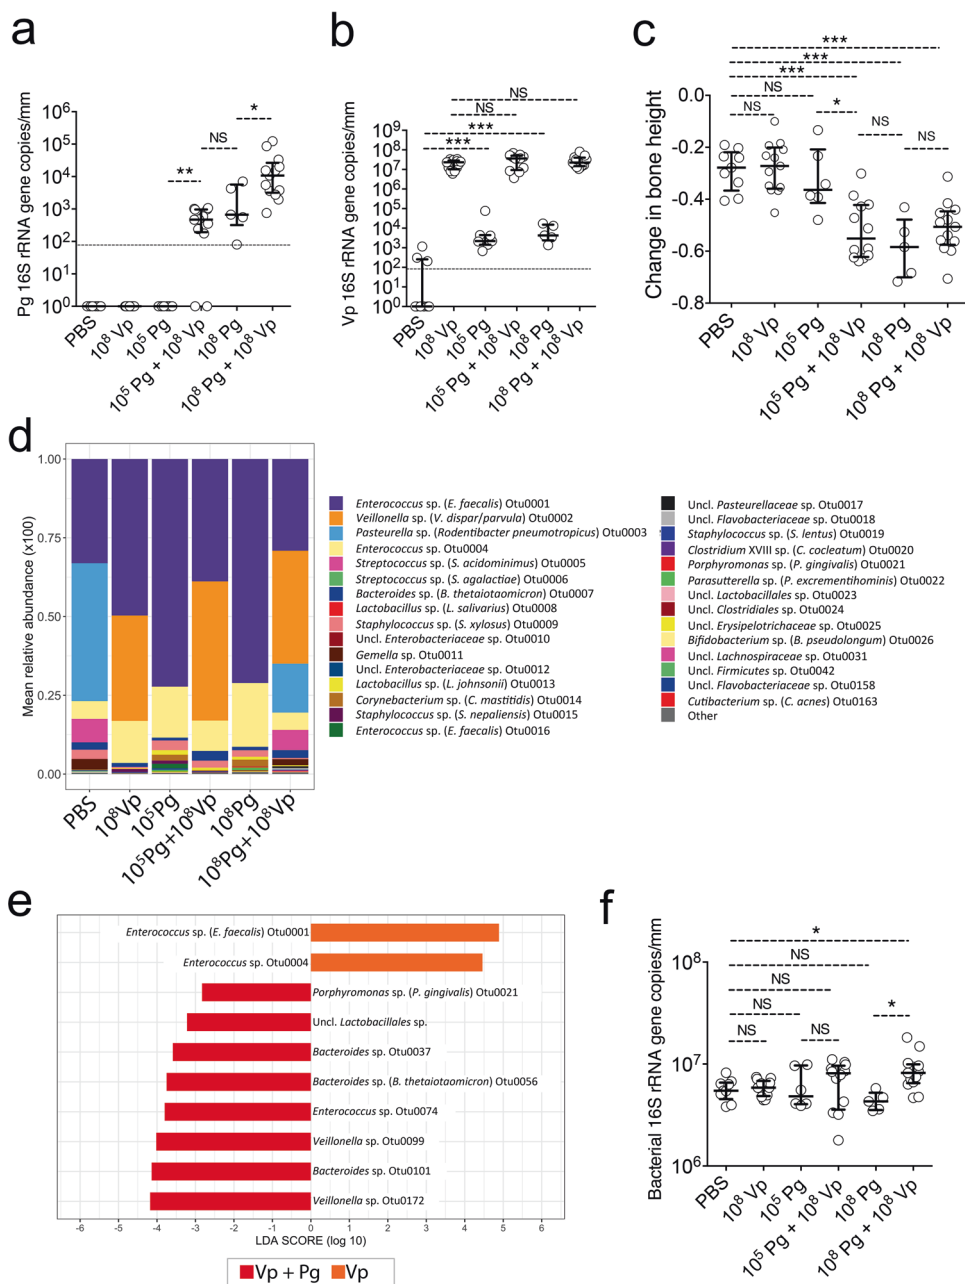 a
Pg 16S rRNA gene copies/mm
10⁶
10⁵
10⁴
10³
10²
10¹
10⁰
**
NS
*
PBS
10⁸ Vp
10⁵ Pg
10⁵ Pg + 10⁸ Vp
10⁸ Pg
10⁸ Pg + 10⁸ Vp
b
Vp 16S rRNA gene copies/mm
10⁹
10⁸
10⁷
10⁶
10⁵
10⁴
10³
10²
10¹
10⁰
NS
NS
***
***
PBS
10⁸ Vp
10⁵ Pg
10⁵ Pg + 10⁸ Vp
10⁸ Pg
10⁸ Pg + 10⁸ Vp
c
Change in bone height
0.0
-0.2
-0.4
-0.6
-0.8
***
***
***
NS
NS
*
NS
NS
PBS
10⁸ Vp
10⁵ Pg
10⁵ Pg + 10⁸ Vp
10⁸ Pg
10⁸ Pg + 10⁸ Vp
d
Mean relative abundance (x100)
1.00
0.75
0.50
0.25
0.00
PBS
10⁸Vp
10⁵Pg
10⁵Pg+10⁸Vp
10⁸Pg
10⁸Pg+10⁸Vp
Enterococcus sp. (E. faecalis) Otu0001
Veillonella sp. (V. dispar/parvula) Otu0002
Pasteurella sp. (Rodentibacter pneumotropicus) Otu0003
Enterococcus sp. Otu0004
Streptococcus sp. (S. acidominimus) Otu0005
Streptococcus sp. (S. agalactiae) Otu0006
Bacteroides sp. (B. thetaiotaomicron) Otu0007
Lactobacillus sp. (L. salivarius) Otu0008
Staphylococcus sp. (S. xylosus) Otu0009
Uncl. Enterobacteriaceae sp. Otu0010
Gemella sp. Otu0011
Uncl. Enterobacteriaceae sp. Otu0012
Lactobacillus sp. (L. johnsonii) Otu0013
Corynebacterium sp. (C. mastitidis) Otu0014
Staphylococcus sp. (S. nepaliensis) Otu0015
Enterococcus sp. (E. faecalis) Otu0016
Uncl. Pasteurellaceae sp. Otu0017
Uncl. Flavobacteriaceae sp. Otu0018
Staphylococcus sp. (S. lentus) Otu0019
Clostridium XVIII sp. (C. cocleatum) Otu0020
Porphyromonas sp. (P. gingivalis) Otu0021
Parasutterella sp. (P. excrementihominis) Otu0022
Uncl. Lactobacillales sp. Otu0023
Uncl. Clostridiales sp. Otu0024
Uncl. Erysipelotrichaceae sp. Otu0025
Bifidobacterium sp. (B. pseudolongum) Otu0026
Uncl. Lachnospiraceae sp. Otu0031
Uncl. Firmicutes sp. Otu0042
Uncl. Flavobacteriaceae sp. Otu0158
Cutibacterium sp. (C. acnes) Otu0163
Other
e
Enterococcus sp. (E. faecalis) Otu0001
Enterococcus sp. Otu0004
Porphyromonas sp. (P. gingivalis) Otu0021
Uncl. Lactobacillales sp.
Bacteroides sp. Otu0037
Bacteroides sp. (B. thetaiotaomicron) Otu0056
Enterococcus sp. Otu0074
Veillonella sp. Otu0099
Bacteroides sp. Otu0101
Veillonella sp. Otu0172
-6 -5 -4 -3 -2 -1 0 1 2 3 4 5 6
LDA SCORE (log 10)
Vp + Pg Vp
f
Bacterial 16S rRNA gene copies/mm
10⁸
10⁷
10⁶
*
NS
NS
NS
NS
NS
*
PBS
10⁸ Vp
10⁵ Pg
10⁵ Pg + 10⁸ Vp
10⁸ Pg
10⁸ Pg + 10⁸ Vp